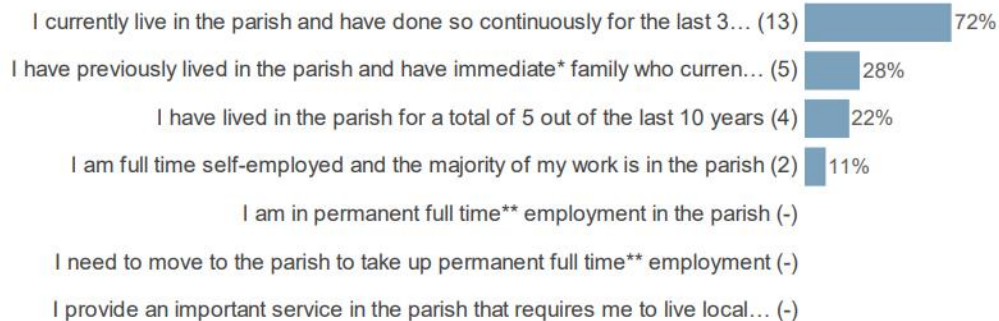 I currently live in the parish and have done so continuously for the last 3… (13) 72%
I have previously lived in the parish and have immediate* family who curren… (5) 28%
I have lived in the parish for a total of 5 out of the last 10 years (4) 22%
I am full time self-employed and the majority of my work is in the parish (2) 11%
I am in permanent full time** employment in the parish (-)
I need to move to the parish to take up permanent full time** employment (-)
I provide an important service in the parish that requires me to live local… (-)